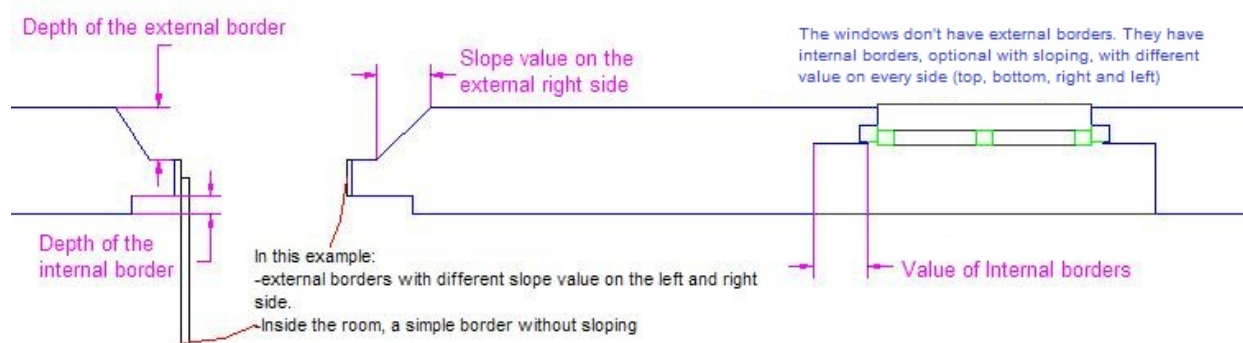 Depth of the external border
Slope value on the
external right side
The windows don't have external borders. They have
internal borders, optional with sloping, with different
value on every side (top, bottom, right and left)
Depth of the
internal border
In this example:
-external borders with different slope value on the left and right
side.
-Inside the room, a simple border without sloping
Value of Internal borders